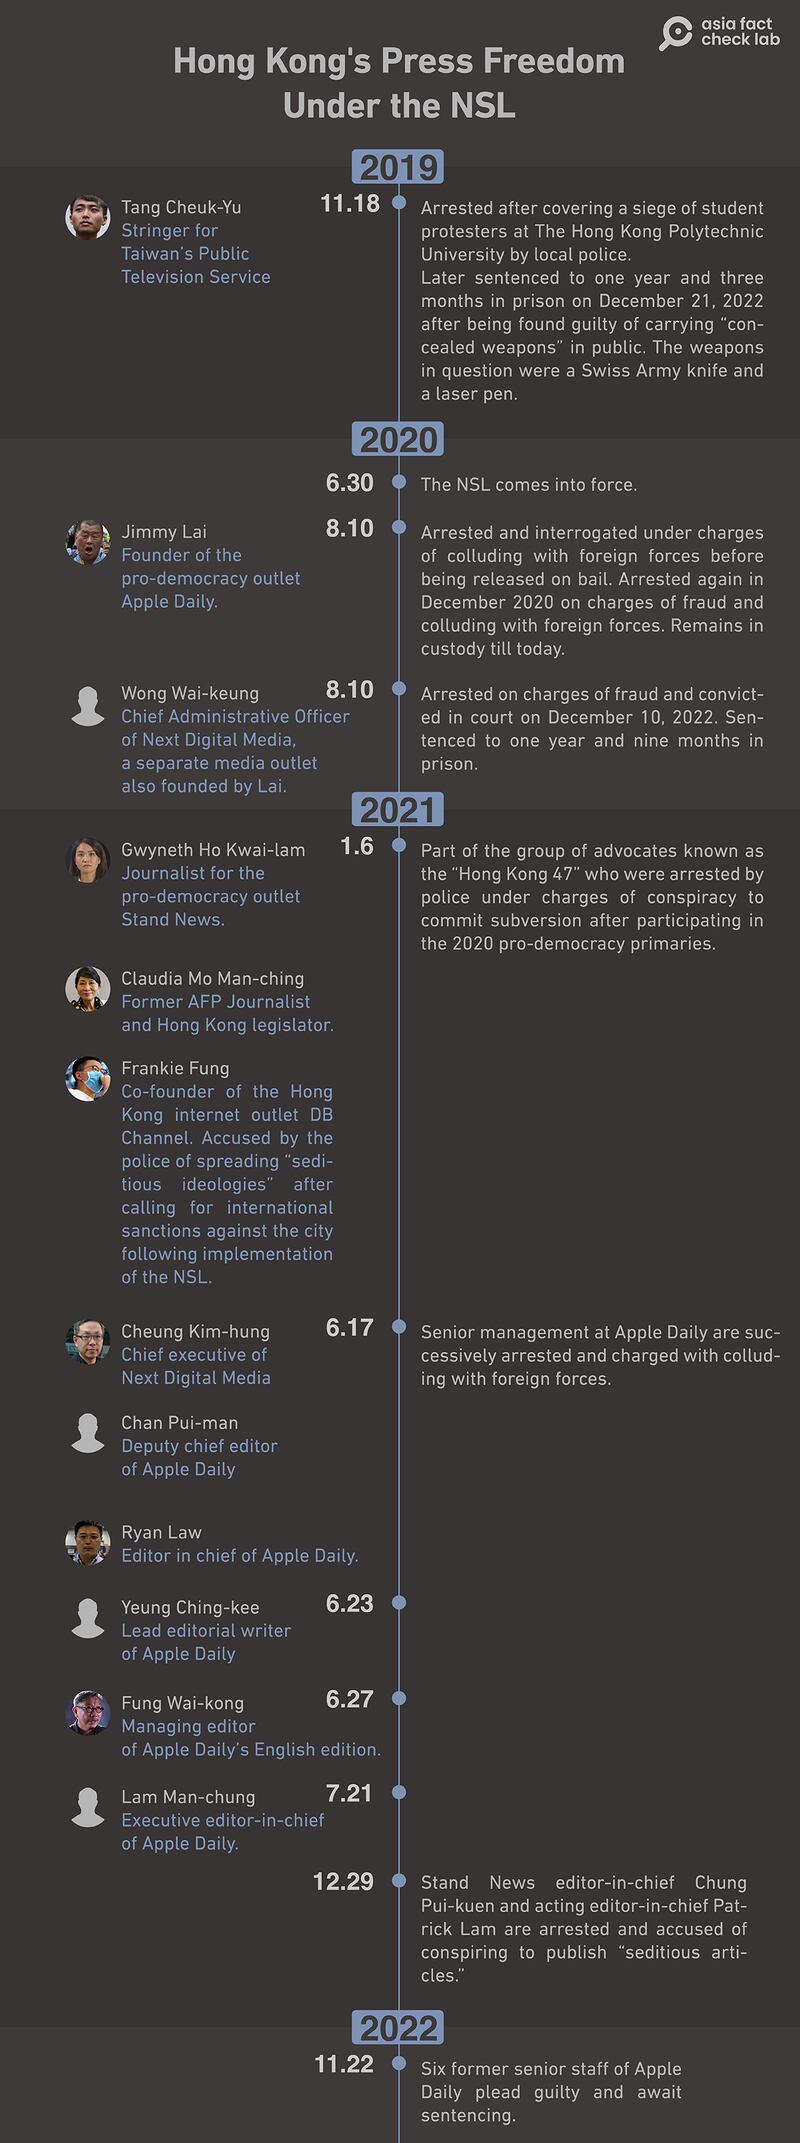 asia fact
check lab
Hong Kong's Press Freedom
Under the NSL
2019
Tang Cheuk-Yu
Stringer for
Taiwan's Public
Television Service
11.18
Arrested after covering a siege of student
protesters at The Hong Kong Polytechnic
University by local police.
Later sentenced to one year and three
months in prison on December 21, 2022
after being found guilty of carrying “con-
cealed weapons” in public. The weapons
in question were a Swiss Army knife and
a laser pen.
2020
6.30
The NSL comes into force.
Jimmy Lai
Founder of the
pro-democracy outlet
Apple Daily.
8.10
Arrested and interrogated under charges
of colluding with foreign forces before
being released on bail. Arrested again in
December 2020 on charges of fraud and
colluding with foreign forces. Remains in
custody till today.
Wong Wai-keung
Chief Administrative Officer
of Next Digital Media,
a separate media outlet
also founded by Lai.
8.10
Arrested on charges of fraud and convict-
ed in court on December 10, 2022. Sen-
tenced to one year and nine months in
prison.
2021
Gwyneth Ho Kwai-lam
Journalist for the
pro-democracy outlet
Stand News.
1.6
Part of the group of advocates known as
the “Hong Kong 47” who were arrested by
police under charges of conspiracy to
commit subversion after participating in
the 2020 pro-democracy primaries.
Claudia Mo Man-ching
Former AFP Journalist
and Hong Kong legislator.
Frankie Fung
Co-founder of the Hong
Kong internet outlet DB
Channel. Accused by the
police of spreading “sedi-
tious ideologies” after
calling for international
sanctions against the city
following implementation
of the NSL.
Cheung Kim-hung
Chief executive of
Next Digital Media
6.17
Senior management at Apple Daily are suc-
cessively arrested and charged with collud-
ing with foreign forces.
Chan Pui-man
Deputy chief editor
of Apple Daily
Ryan Law
Editor in chief of Apple Daily.
Yeung Ching-kee
Lead editorial writer
of Apple Daily
6.23
Fung Wai-kong
Managing editor
of Apple Daily's English edition.
6.27
Lam Man-chung
Executive editor-in-chief
of Apple Daily.
7.21
12.29
Stand News editor-in-chief Chung
Pui-kuen and acting editor-in-chief Pat-
rick Lam are arrested and accused of
conspiring to publish “seditious arti-
cles.”
2022
11.22
Six former senior staff of Apple
Daily plead guilty and await
sentencing.